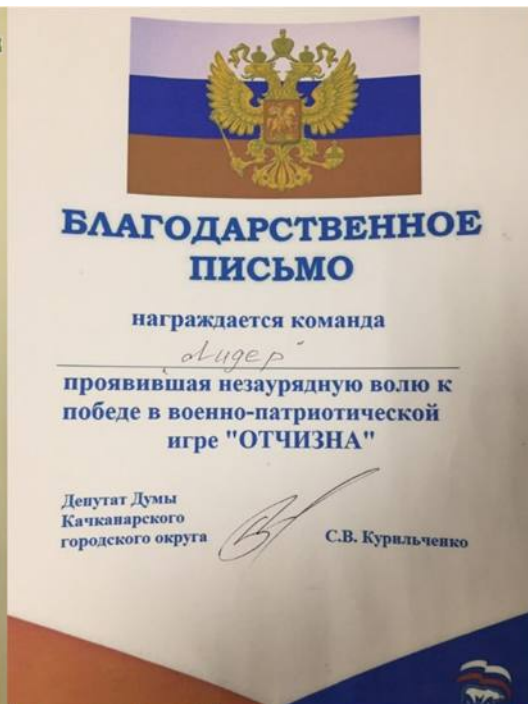 БЛАГОДАРСТВЕННОЕ
ПИСЬМО
награждается команда
"Лидер"
проявившая незаурядную волю к
победе в военно-патриотической
игре "ОТЧИЗНА"
Депутат Думы
Качканарского
городского округа
С.В. Курильченко